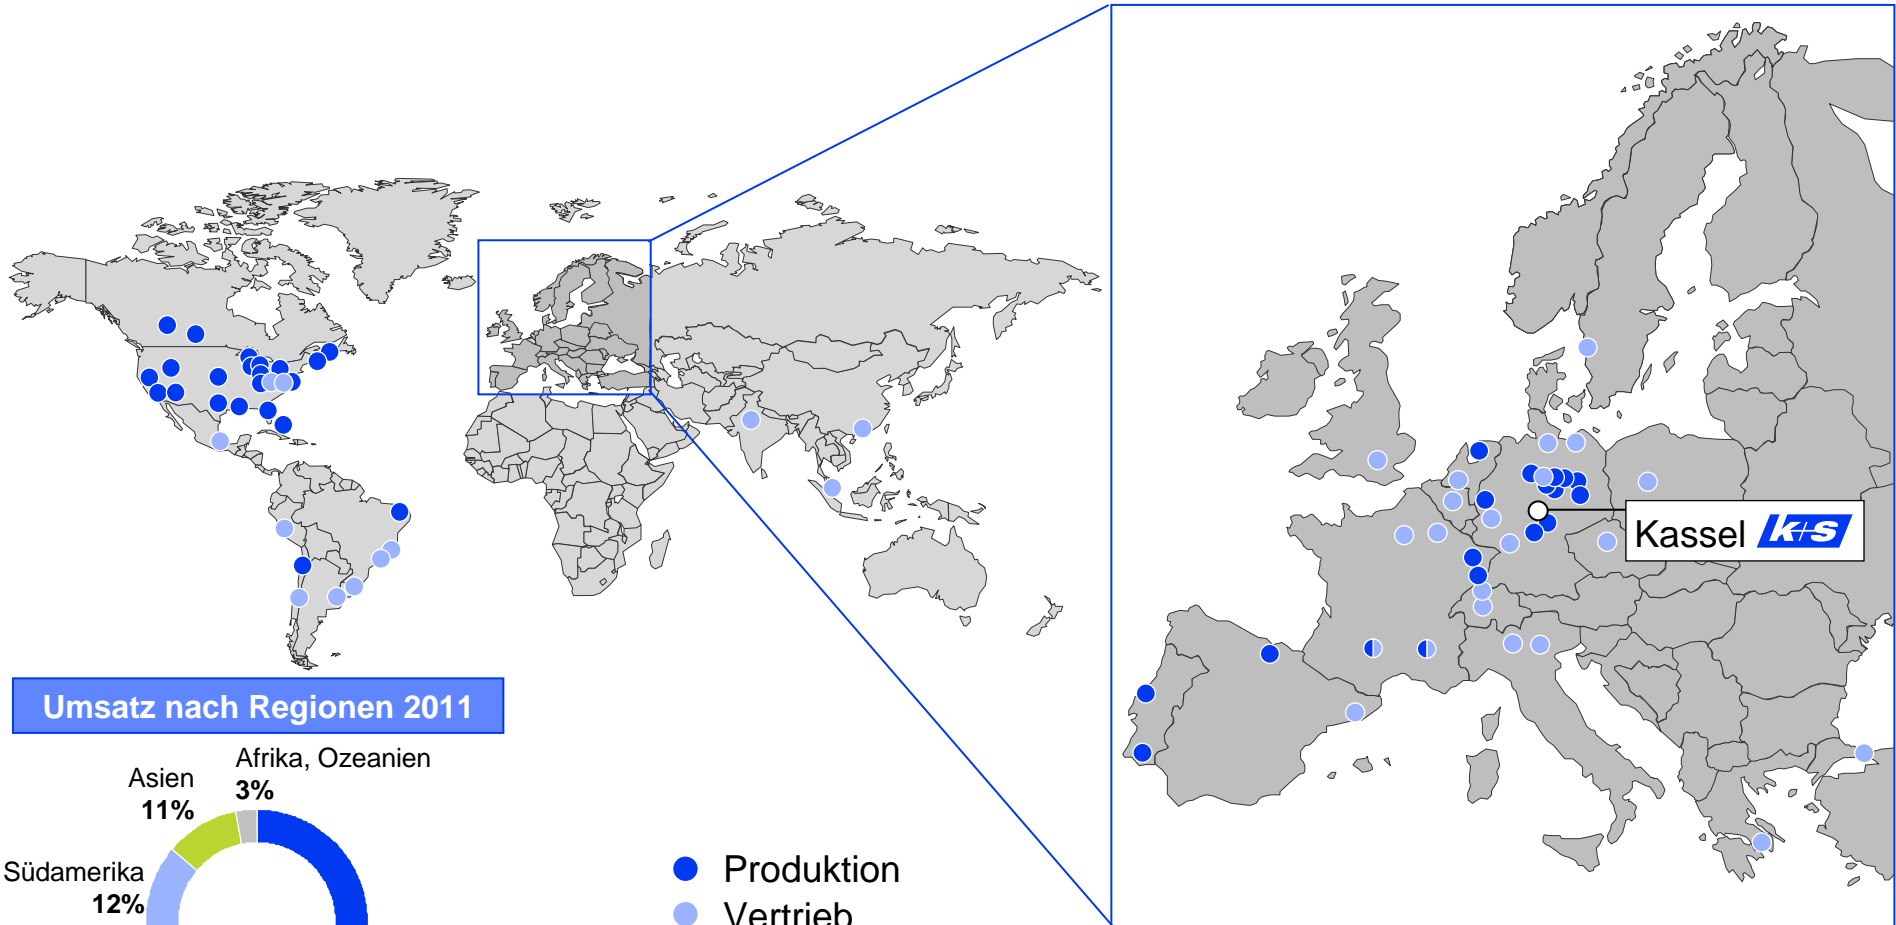 Kassel K+S
Umsatz nach Regionen 2011
Afrika, Ozeanien
3%
Asien
11%
Südamerika
12%
Produktion
Vertrieb